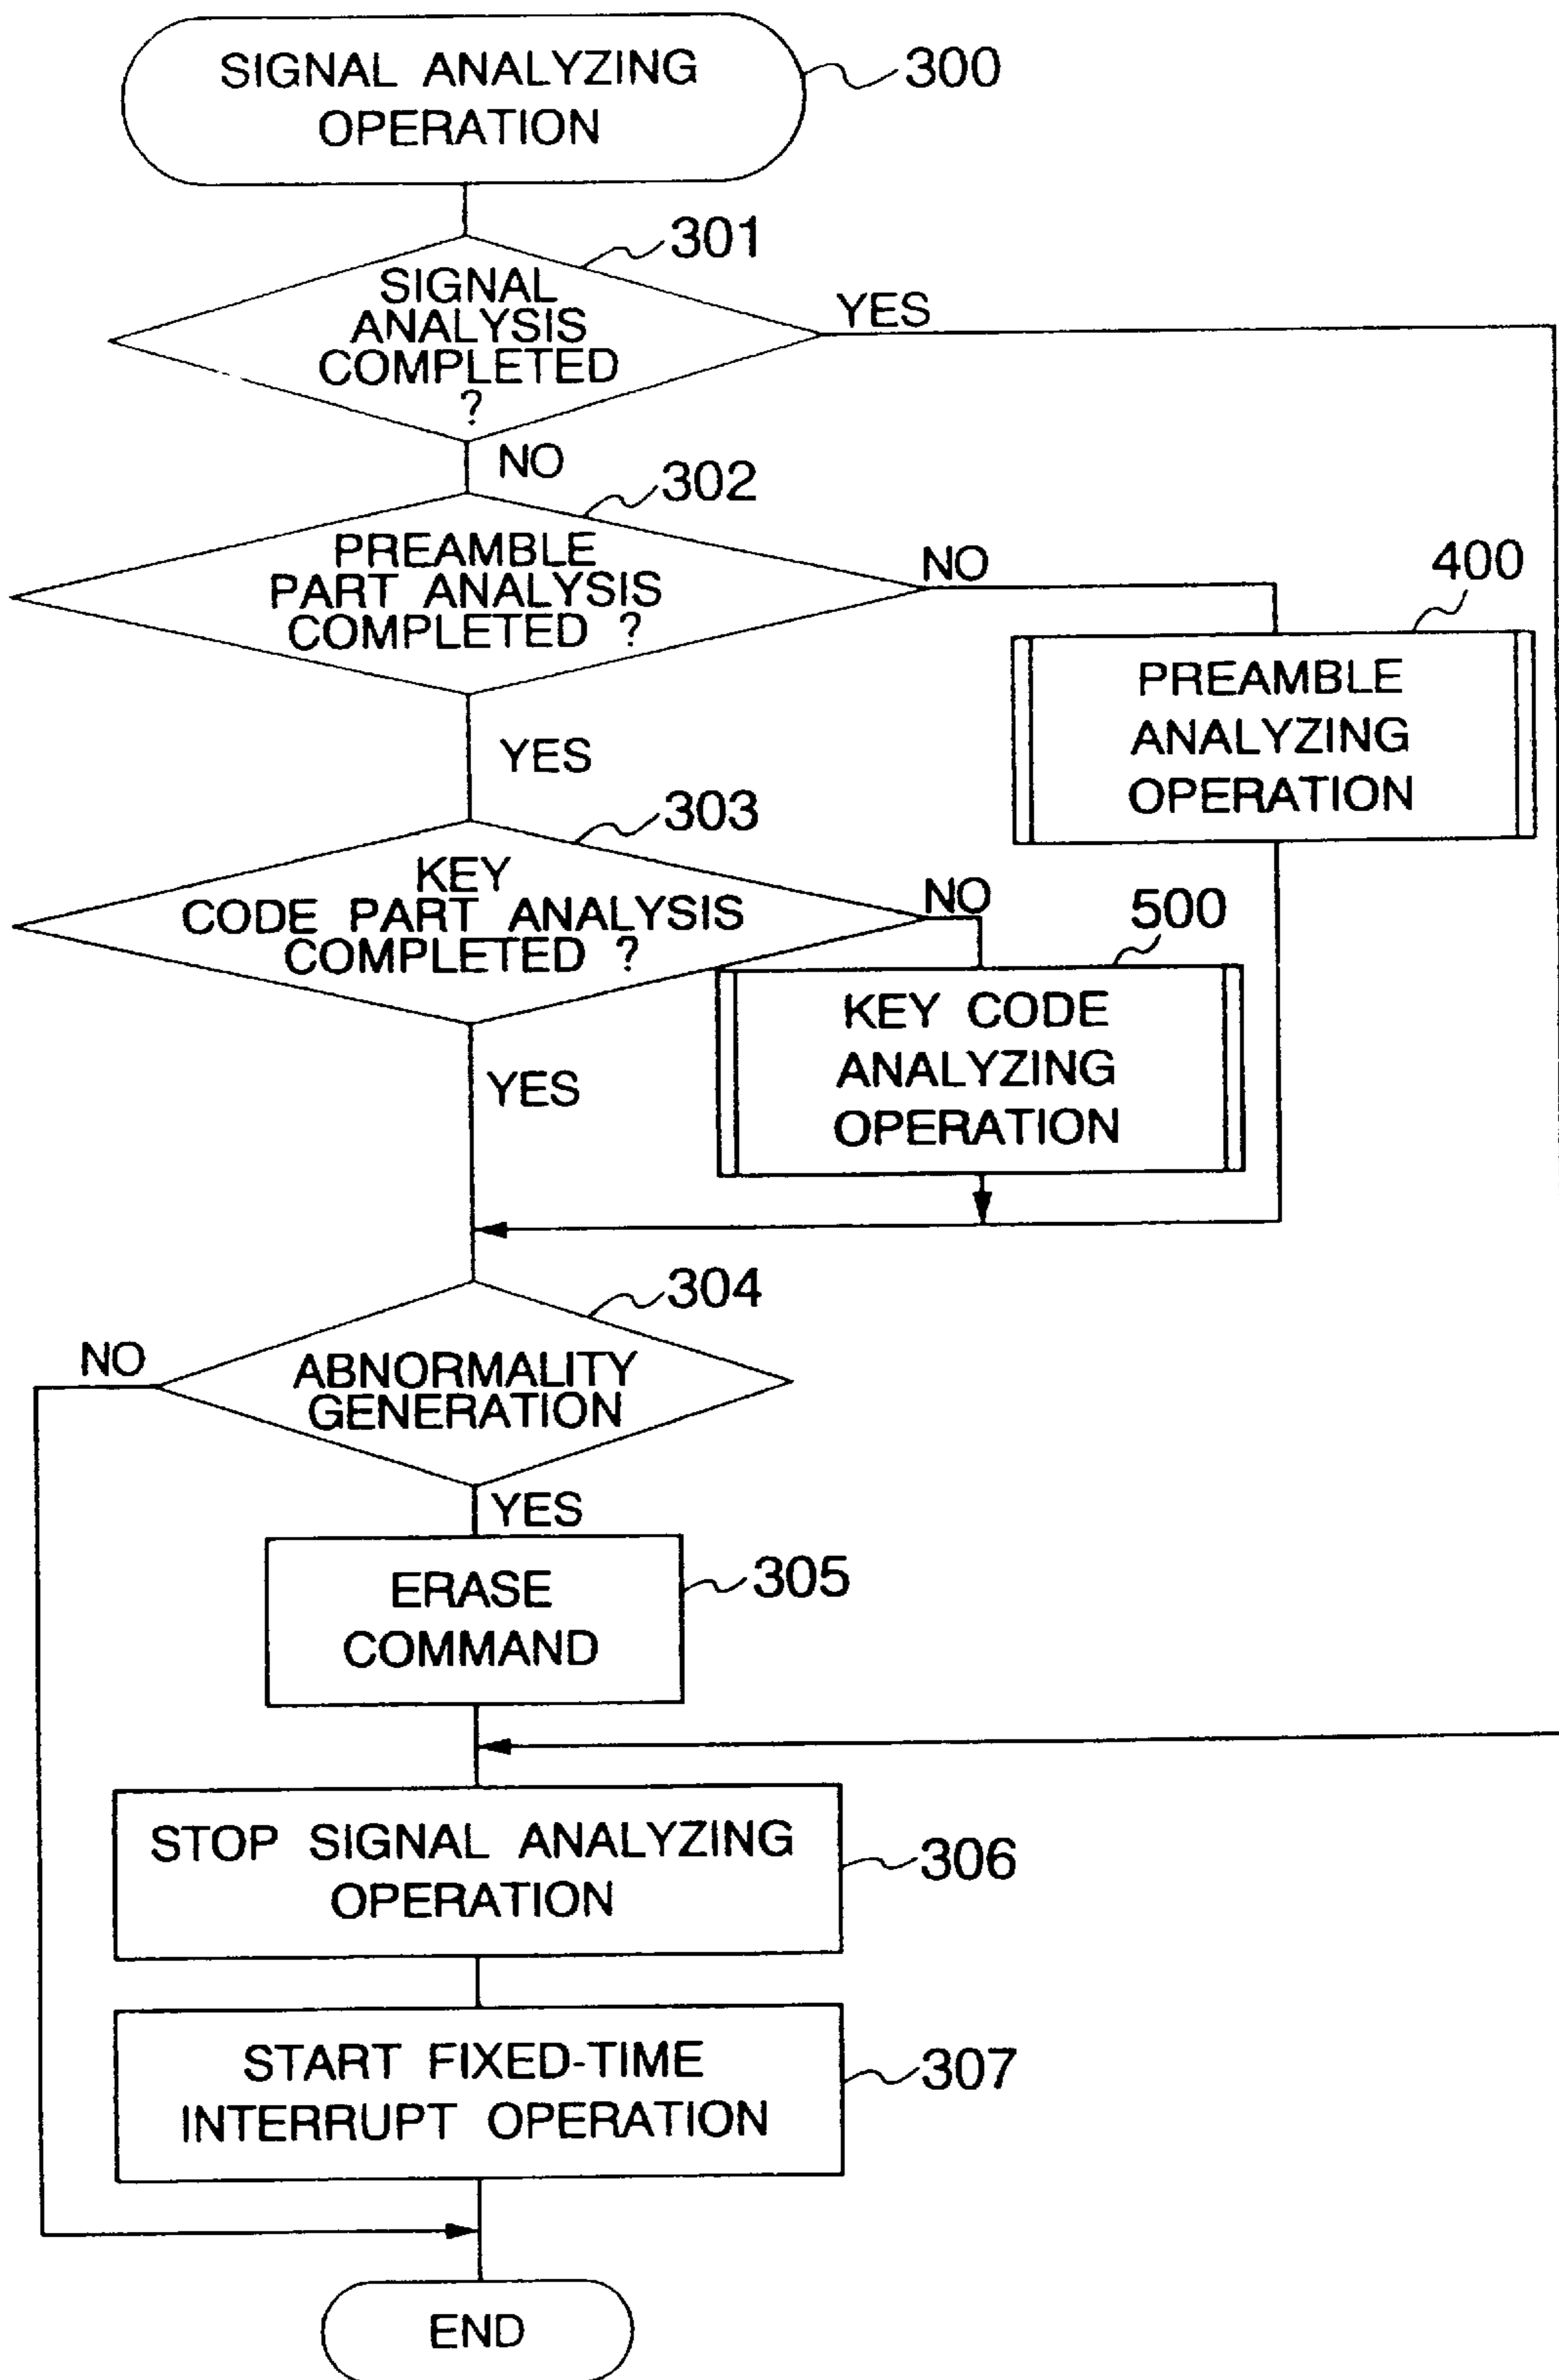 SIGNAL ANALYZING
OPERATION
300
301
SIGNAL
ANALYSIS
COMPLETED
?
YES
NO
302
PREAMBLE
PART ANALYSIS
COMPLETED ?
NO
400
PREAMBLE
ANALYZING
OPERATION
YES
303
KEY
CODE PART ANALYSIS
COMPLETED ?
NO
500
KEY CODE
ANALYZING
OPERATION
YES
304
NO
ABNORMALITY
GENERATION
YES
ERASE
COMMAND
305
STOP SIGNAL ANALYZING
OPERATION
306
START FIXED-TIME
INTERRUPT OPERATION
307
END